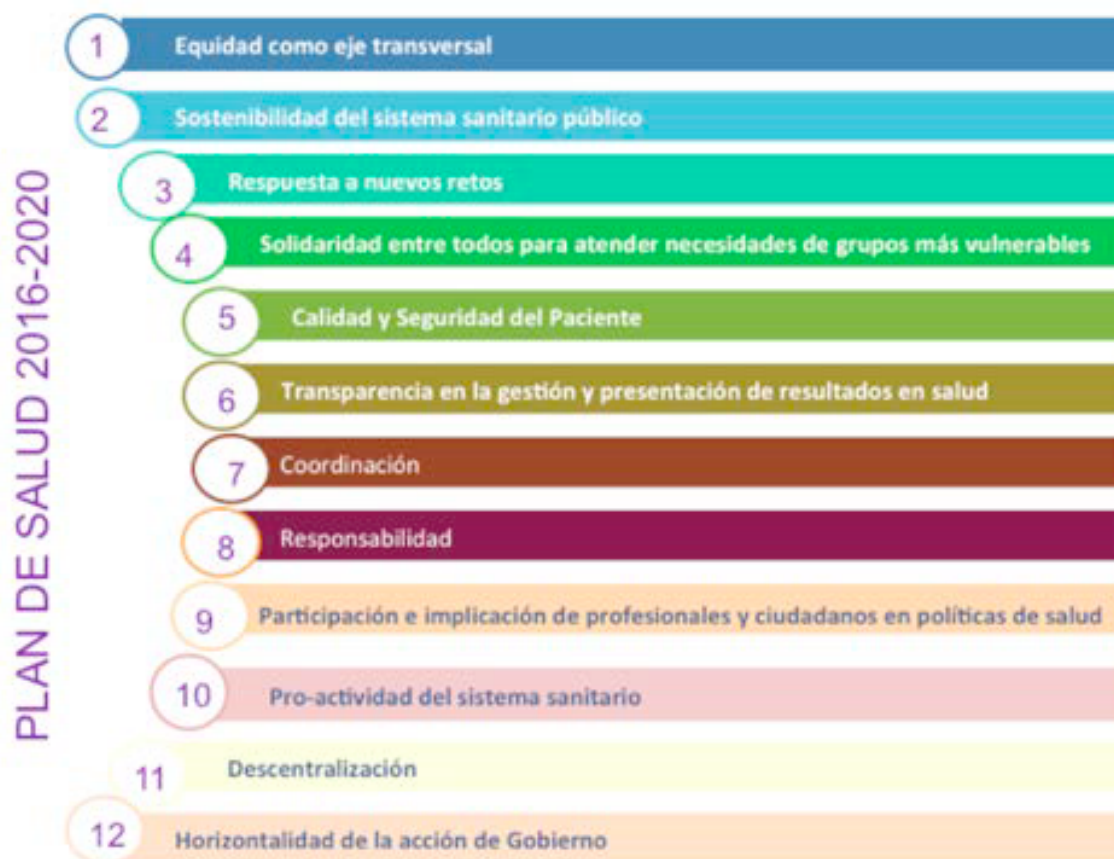 PLAN DE SALUD 2016-2020
1 Equidad como eje transversal
2 Sostenibilidad del sistema sanitario público
3 Respuesta a nuevos retos
4 Solidaridad entre todos para atender necesidades de grupos más vulnerables
5 Calidad y Seguridad del Paciente
6 Transparencia en la gestión y presentación de resultados en salud
7 Coordinación
8 Responsabilidad
9 Participación e implicación de profesionales y ciudadanos en políticas de salud
10 Pro-actividad del sistema sanitario
11 Descentralización
12 Horizontalidad de la acción de Gobierno